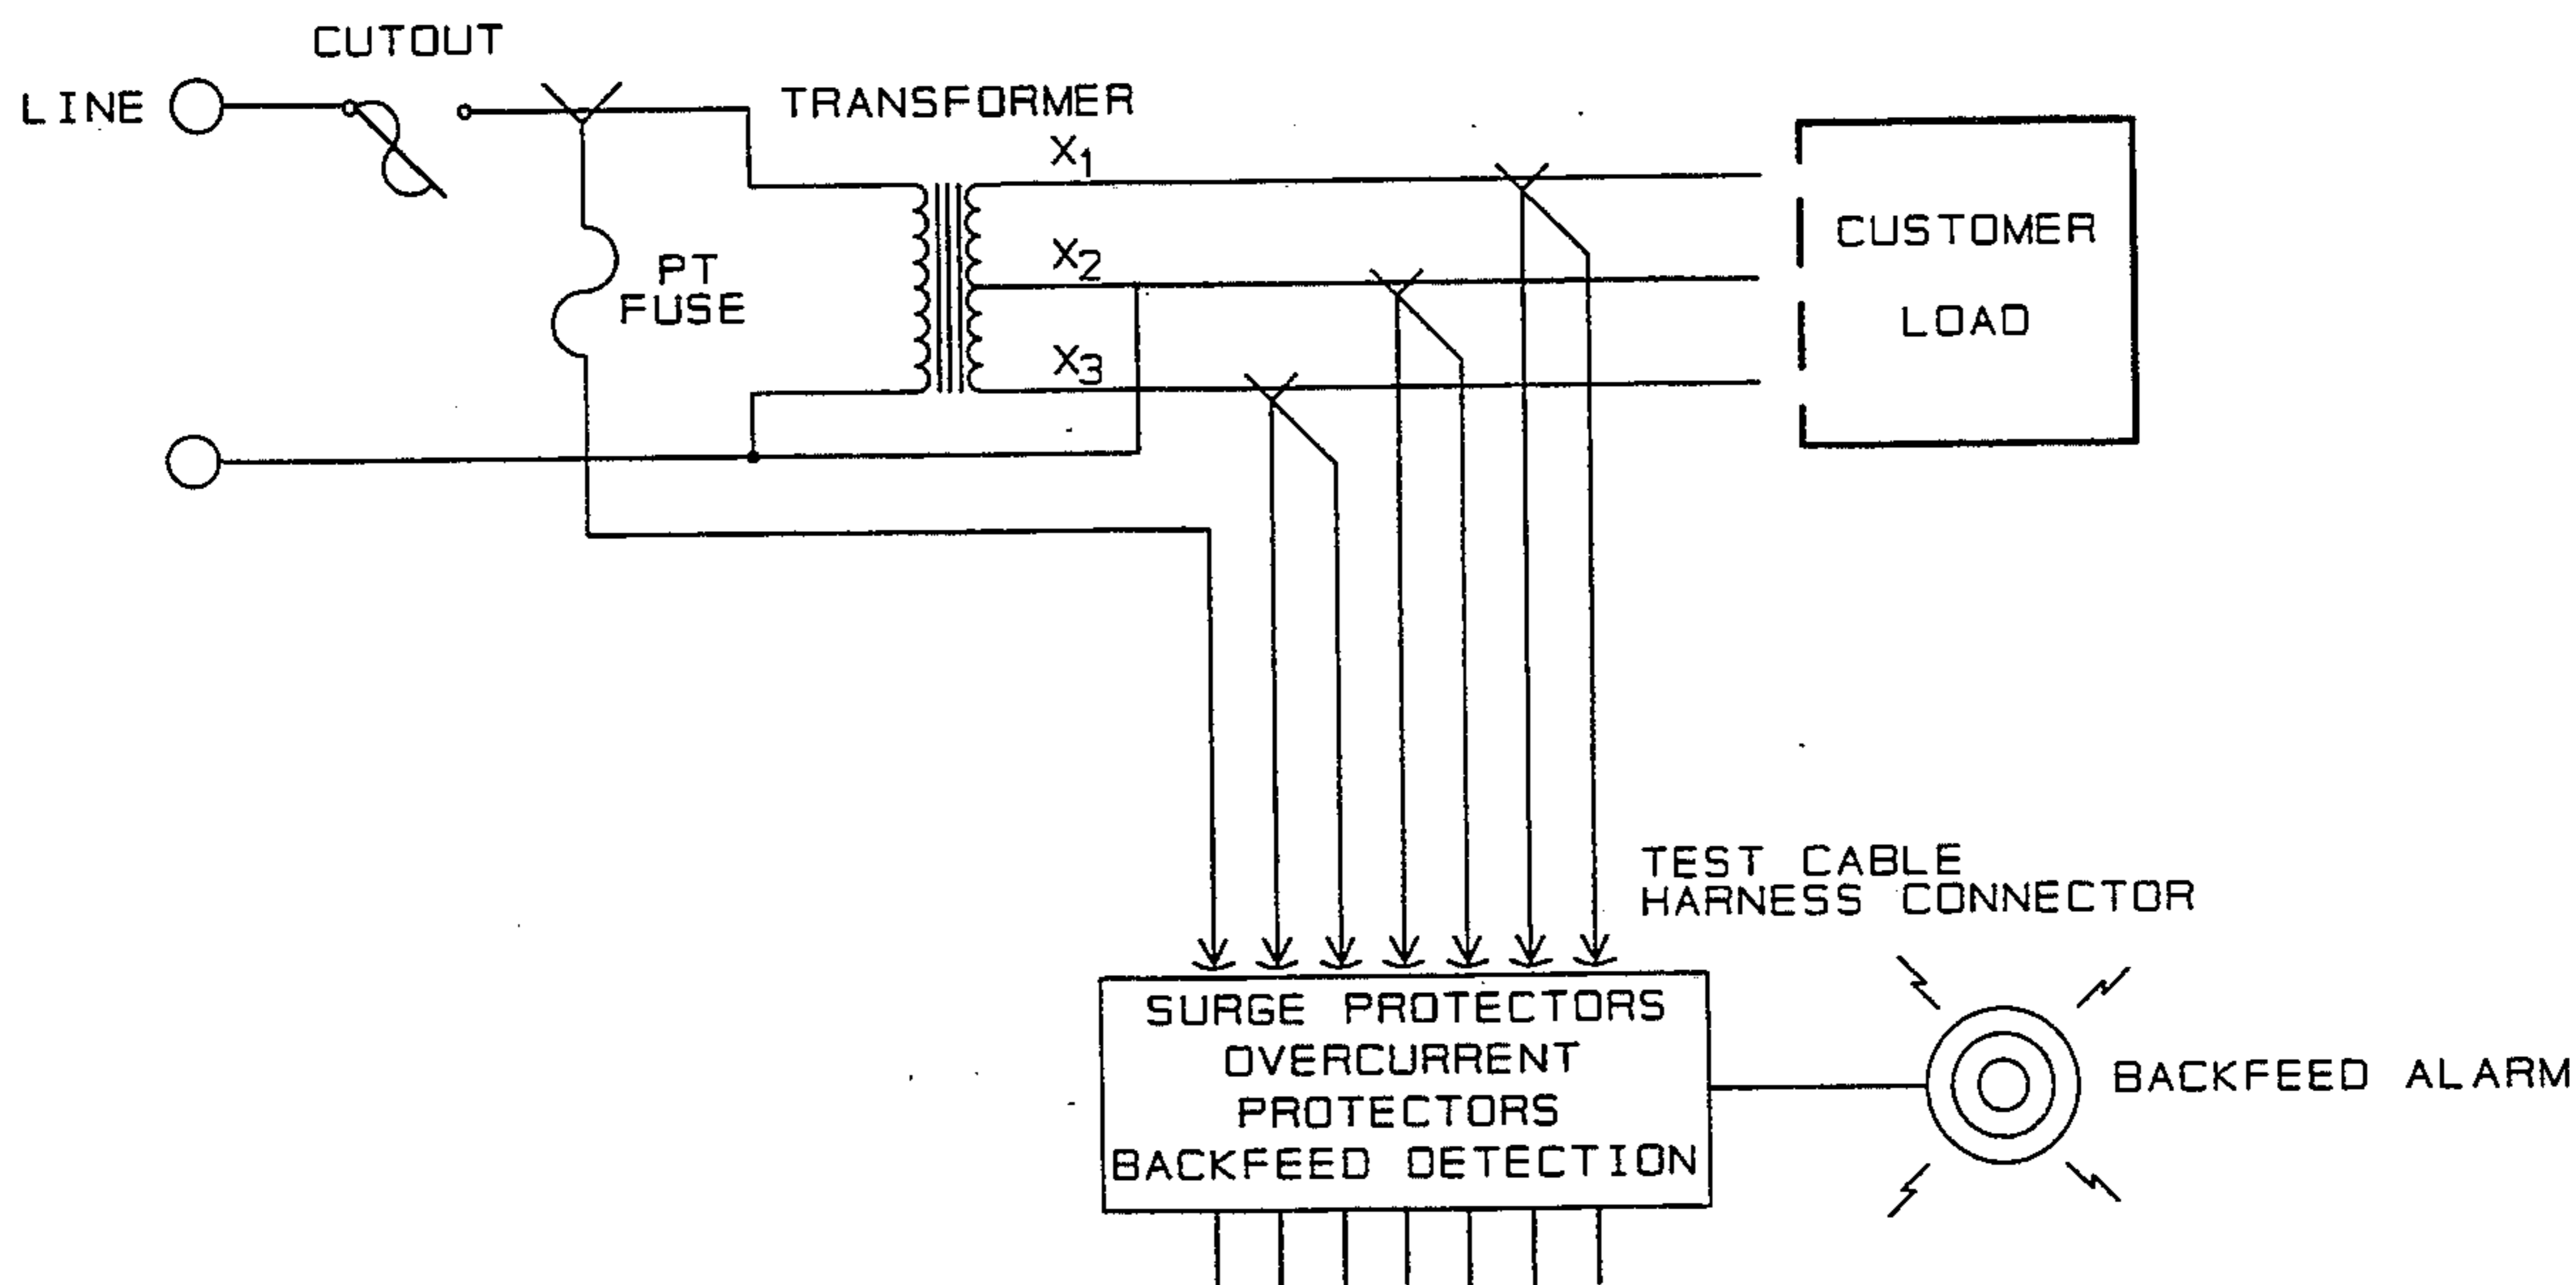 CUTOUT
LINE
TRANSFORMER
X1
X2
X3
PT
FUSE
CUSTOMER
LOAD
TEST CABLE
HARNESS CONNECTOR
SURGE PROTECTORS
OVERCURRENT
PROTECTORS
BACKFEED DETECTION
BACKFEED ALARM